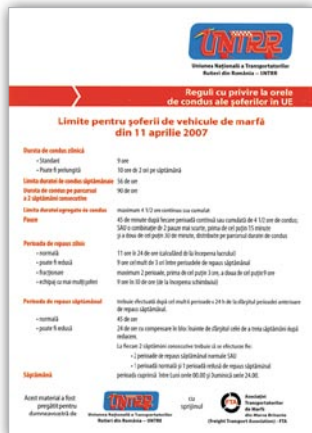 UNTRR
Uniunea Națională a Transportatorilor
Rutieri din România – UNTRR
Reguli cu privire la orele
de condus ale șoferilor în UE
Limite pentru șoferii de vehicule de marfă
din 11 aprilie 2007
Durata de condus zilnică
• Standard 9 ore
• Poate fi prelungită 10 ore de 2 ori pe săptămână
Limita duratei de condus săptămânale 56 de ore
Durata de condus pe parcursul 90 de ore
a 2 săptămâni consecutive
Limita duratei agregate de condus maximum 4 1/2 ore continuu sau cumulat
Pauze 45 de minute după fiecare perioadă continuă sau cumulată de 4 1/2 ore de condus;
SAU o combinație de 2 pauze mai scurte, prima de cel puțin 15 minute
și a doua de cel puțin 30 de minute, distribuite pe parcursul duratei de condus
Perioada de repaus zilnic
- normală 11 ore în 24 de ore (calculând de la începerea lucrului)
- poate fi redusă 9 ore cel mult de 3 ori între perioadele de repaus săptămânal
- fracționare maximum 2 perioade, prima de cel puțin 3 ore, a doua de cel puțin 9 ore
- echipaj cu mai mulți șoferi 9 ore în 30 de ore (de la începerea schimbului)
Perioada de repaus săptămânal trebuie efectuată după cel mult 6 perioade x 24 h de la sfârșitul perioadei anterioare
de repaus săptămânal.
- normală 45 de ore
- poate fi redusă 24 de ore cu compensare în bloc înainte de sfârșitul celei de a treia săptămâni după
reducere.
La fiecare 2 săptămâni consecutive trebuie să se efectueze fie:
• 2 perioade de repaus săptămânal normale SAU
• 1 perioadă normală și 1 perioadă redusă de repaus săptămânal
Săptămână perioada cuprinsă între Luni orele 00.00 și Duminică orele 24.00.
Acest material a fost
pregătit pentru
dumneavoastră de
UNTRR
Uniunea Națională a Transportatorilor
Rutieri din România – UNTRR
cu
sprijinul
FTA
Asociației
Transportatorilor
de Marfă
din Marea Britanie
(Freight Transport Association) - FTA